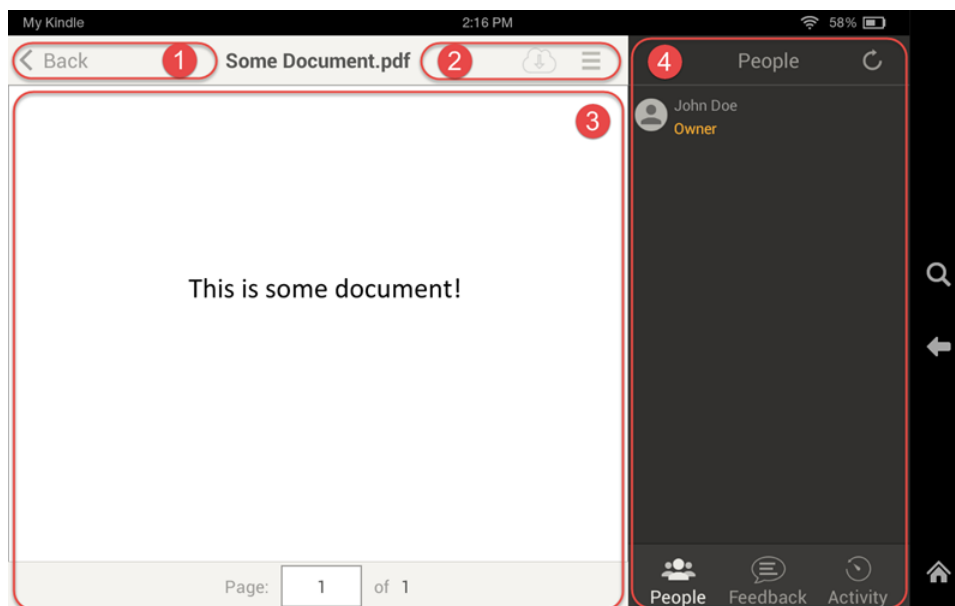 My Kindle 2:16 PM 58%
Back 1 Some Document.pdf 2 4 People
3
John Doe
Owner
This is some document!
Page: 1 of 1
People Feedback Activity